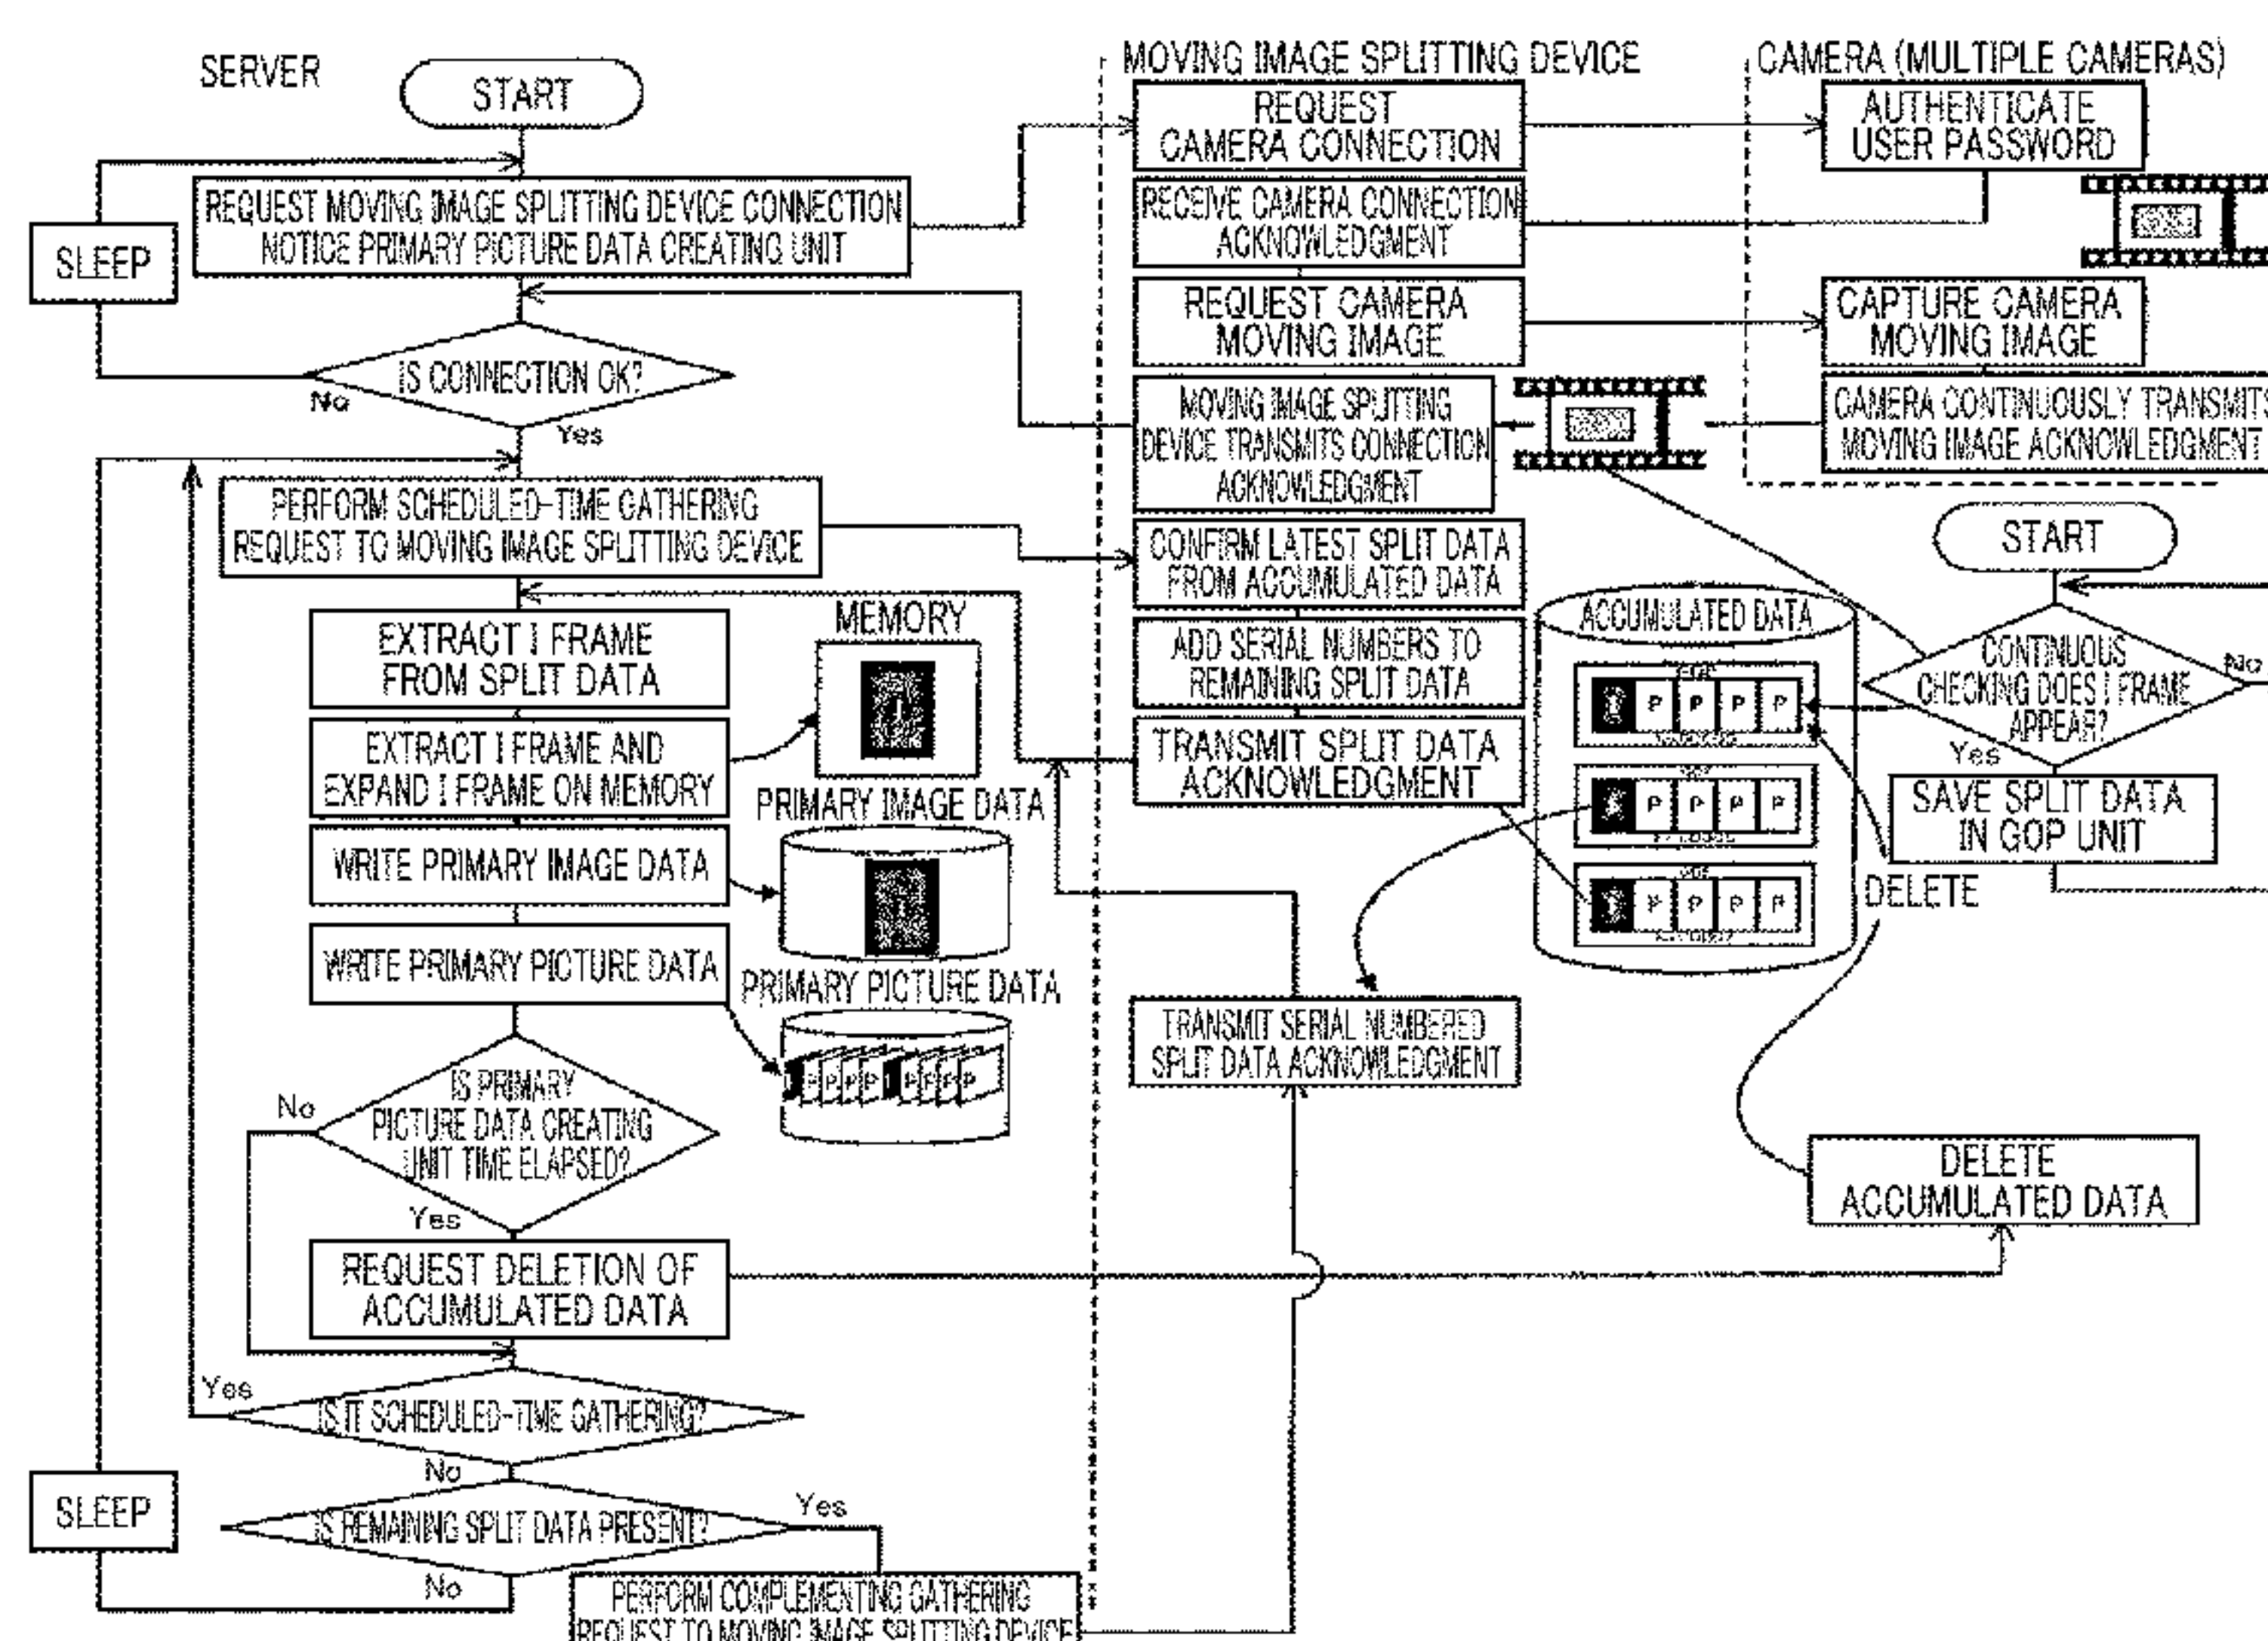 SERVER
START
REQUEST MOVING IMAGE SPLITTING DEVICE CONNECTION
NOTICE PRIMARY PICTURE DATA CREATING UNIT
SLEEP
IS CONNECTION OK?
No
Yes
PERFORM SCHEDULED-TIME GATHERING
REQUEST TO MOVING IMAGE SPLITTING DEVICE
EXTRACT I FRAME
FROM SPLIT DATA
MEMORY
EXTRACT I FRAME AND
EXPAND I FRAME ON MEMORY
PRIMARY IMAGE DATA
WRITE PRIMARY IMAGE DATA
WRITE PRIMARY PICTURE DATA
PRIMARY PICTURE DATA
P P P P P P P P
IS PRIMARY
PICTURE DATA CREATING
UNIT TIME ELAPSED?
No
Yes
REQUEST DELETION OF
ACCUMULATED DATA
Yes
IS IT SCHEDULED-TIME GATHERING?
No
SLEEP
IS REMAINING SPLIT DATA PRESENT?
Yes
No
PERFORM COMPLEMENTING GATHERING
REQUEST TO MOVING IMAGE SPLITTING DEVICE
MOVING IMAGE SPLITTING DEVICE
REQUEST
CAMERA CONNECTION
RECEIVE CAMERA CONNECTION
ACKNOWLEDGMENT
REQUEST CAMERA
MOVING IMAGE
MOVING IMAGE SPLITTING
DEVICE TRANSMITS CONNECTION
ACKNOWLEDGMENT
CONFIRM LATEST SPLIT DATA
FROM ACCUMULATED DATA
ADD SERIAL NUMBERS TO
REMAINING SPLIT DATA
TRANSMIT SPLIT DATA
ACKNOWLEDGMENT
TRANSMIT SERIAL NUMBERED
SPLIT DATA ACKNOWLEDGMENT
CAMERA (MULTIPLE CAMERAS)
AUTHENTICATE
USER PASSWORD
CAPTURE CAMERA
MOVING IMAGE
CAMERA CONTINUOUSLY TRANSMITS
MOVING IMAGE ACKNOWLEDGMENT
START
ACCUMULATED DATA
P P P P
P P P P
P P P P
CONTINUOUS
CHECKING DOES I FRAME
APPEAR?
No
Yes
SAVE SPLIT DATA
IN GOP UNIT
DELETE
DELETE
ACCUMULATED DATA